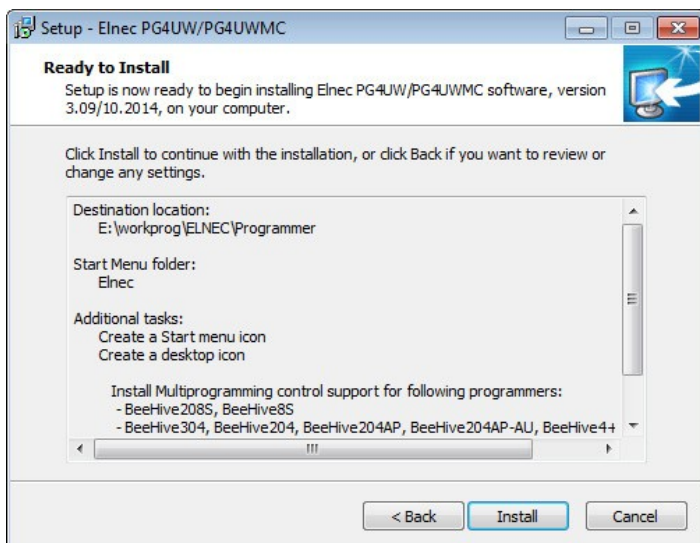 Setup - Elnec PG4UW/PG4UWMC
Ready to Install
Setup is now ready to begin installing Elnec PG4UW/PG4UWMC software, version
3.09/10.2014, on your computer.
Click Install to continue with the installation, or click Back if you want to review or
change any settings.
Destination location:
E:\workprog\ELNEC\Programmer
Start Menu folder:
Elnec
Additional tasks:
Create a Start menu icon
Create a desktop icon
Install Multiprogramming control support for following programmers:
- BeeHive208S, BeeHive8S
- BeeHive304, BeeHive204, BeeHive204AP, BeeHive204AP-AU, BeeHive4+
< Back
Install
Cancel